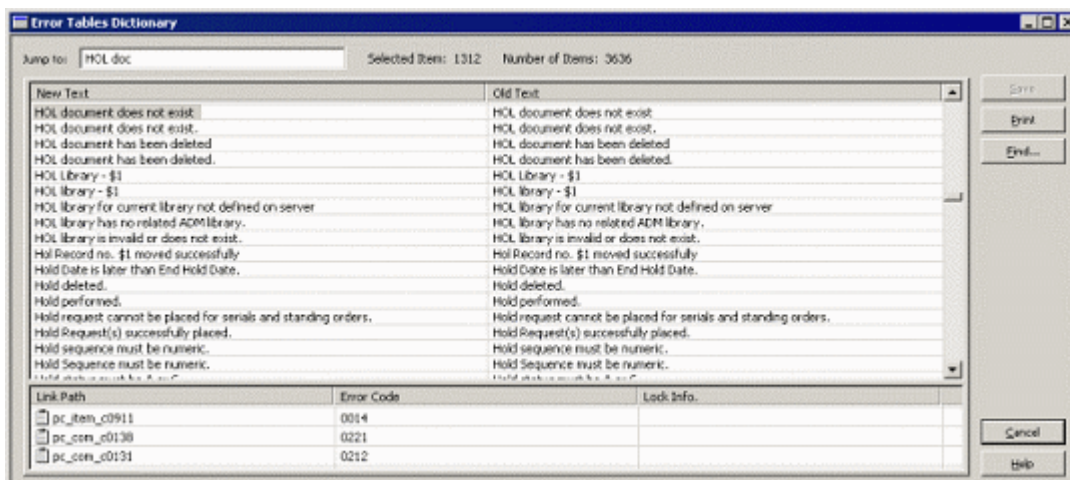 Error Tables Dictionary
Jump to: HOL doc Selected Item: 1312 Number of Items: 3636
New Text Old Text
HOL document does not exist HOL document does not exist
HOL document does not exist. HOL document does not exist.
HOL document has been deleted HOL document has been deleted
HOL document has been deleted. HOL document has been deleted.
HOL Library - $1 HOL Library - $1
HOL library - $1 HOL library - $1
HOL library for current library not defined on server HOL library for current library not defined on server
HOL library has no related ADM library. HOL library has no related ADM library.
HOL library is invalid or does not exist. HOL library is invalid or does not exist.
Hol Record no. $1 moved successfully Hol Record no. $1 moved successfully
Hold Date is later than End Hold Date. Hold Date is later than End Hold Date.
Hold deleted. Hold deleted.
Hold performed. Hold performed.
Hold request cannot be placed for serials and standing orders. Hold request cannot be placed for serials and standing orders.
Hold Request(s) successfully placed. Hold Request(s) successfully placed.
Hold sequence must be numeric. Hold sequence must be numeric.
Hold Sequence must be numeric. Hold Sequence must be numeric.
Link Path Error Code Lock Info.
pc_item_c0911 0014
pc_com_c0138 0221
pc_com_c0131 0212
Save
Print
Find...
Cancel
Help